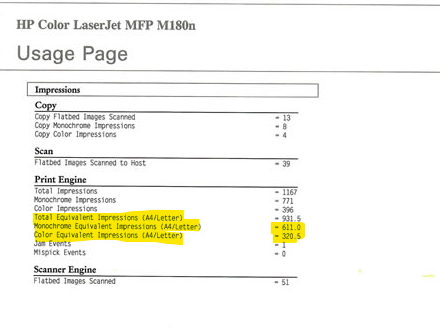 HP Color LaserJet MFP M180n
Usage Page
Impressions
Copy
Copy Flatbed Images Scanned = 13
Copy Monochrome Impressions = 8
Copy Color Impressions = 4
Scan
Flatbed Images Scanned to Host = 39
Print Engine
Total Impressions = 1167
Monochrome Impressions = 771
Color Impressions = 396
Total Equivalent Impressions (A4/Letter) = 931.5
Monochrome Equivalent Impressions (A4/Letter) = 611.0
Color Equivalent Impressions (A4/Letter) = 320.5
Jam Events = 1
Mispick Events = 0
Scanner Engine
Flatbed Images Scanned = 51